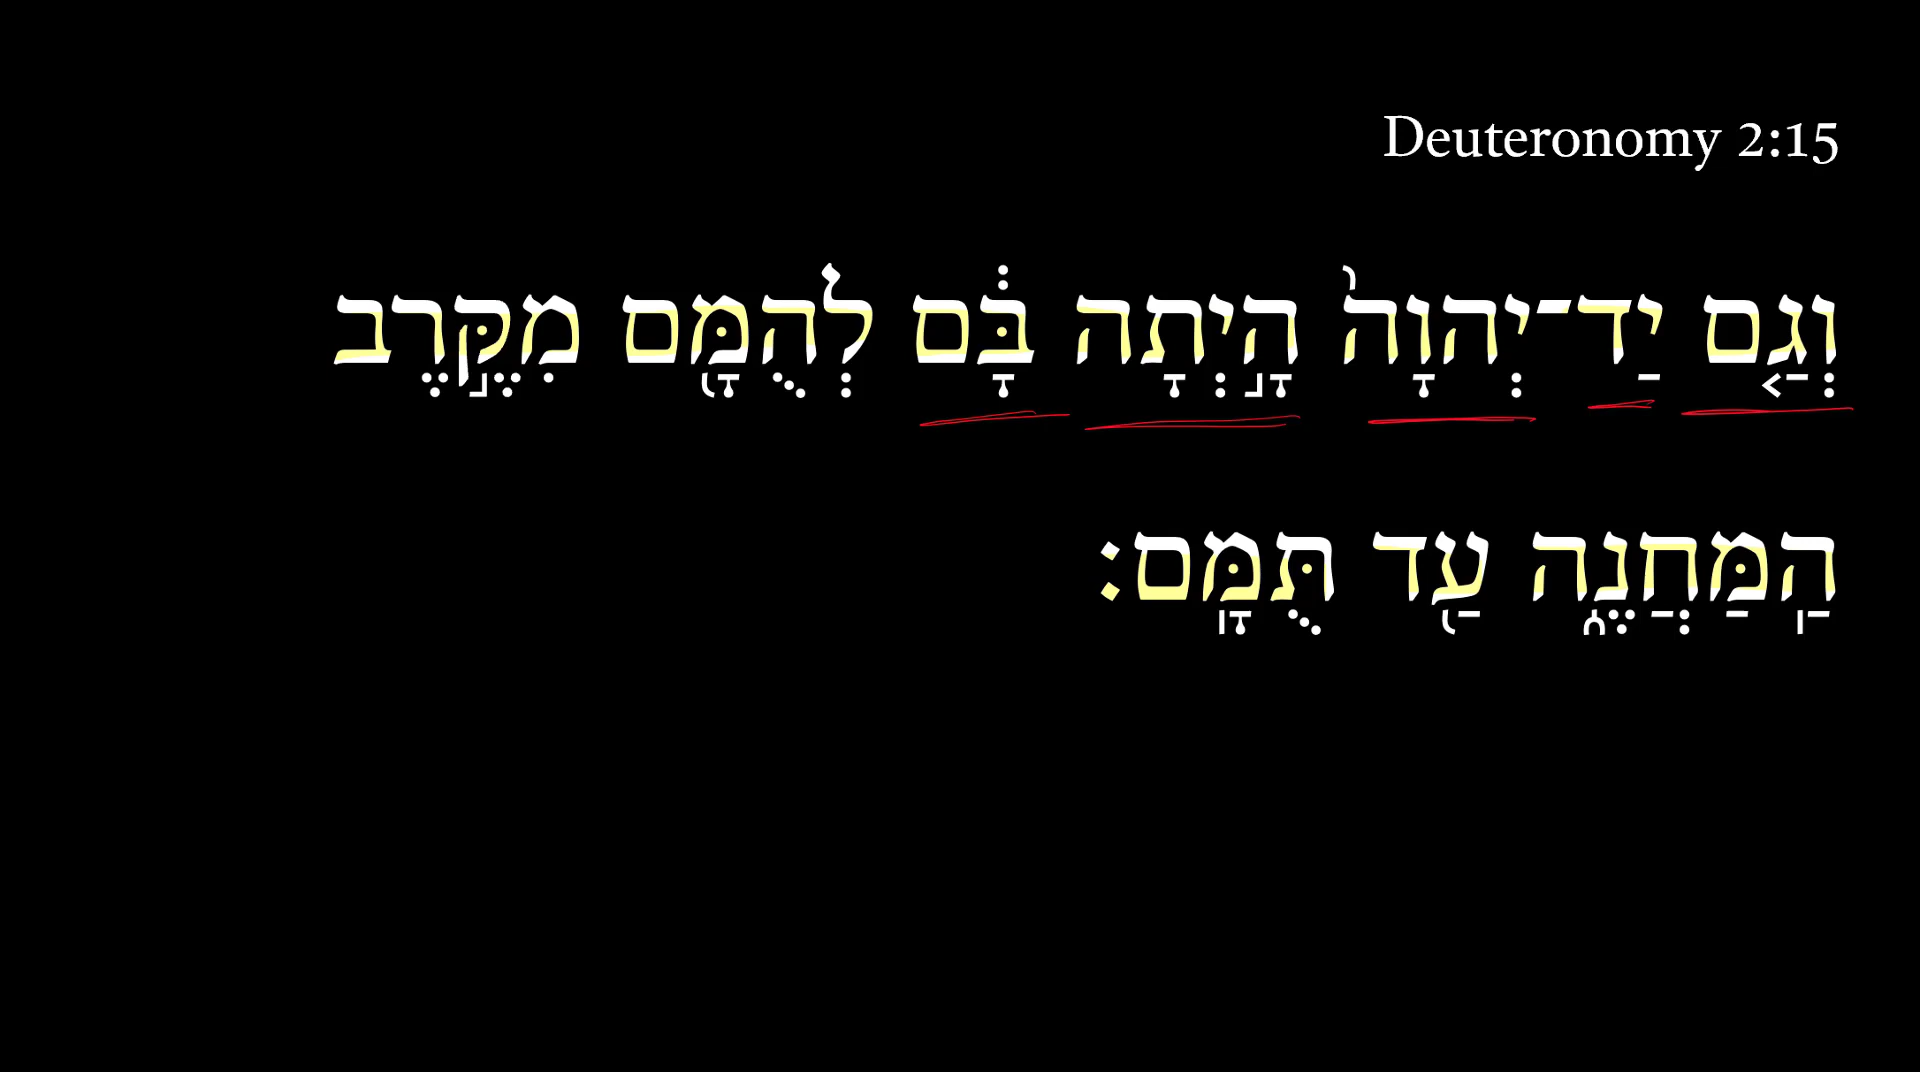 Deuteronomy 2:15
וְגַ֤ם יַד־יְהוָה֙ הָ֣יְתָה בָּ֔ם לְהֻמָּ֖ם מִקֶּ֣רֶב
הַֽמַּחֲנֶ֑ה עַ֖ד תֻּמָּֽם׃